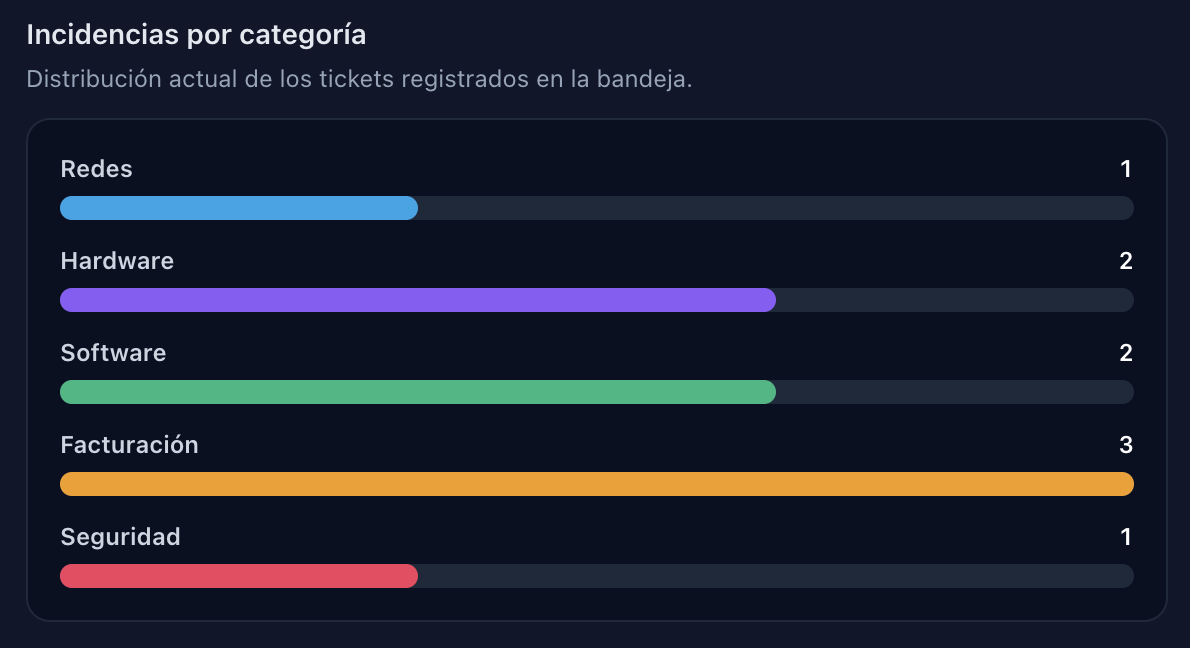 Incidencias por categoría
Distribución actual de los tickets registrados en la bandeja.
Redes 1
Hardware 2
Software 2
Facturación 3
Seguridad 1